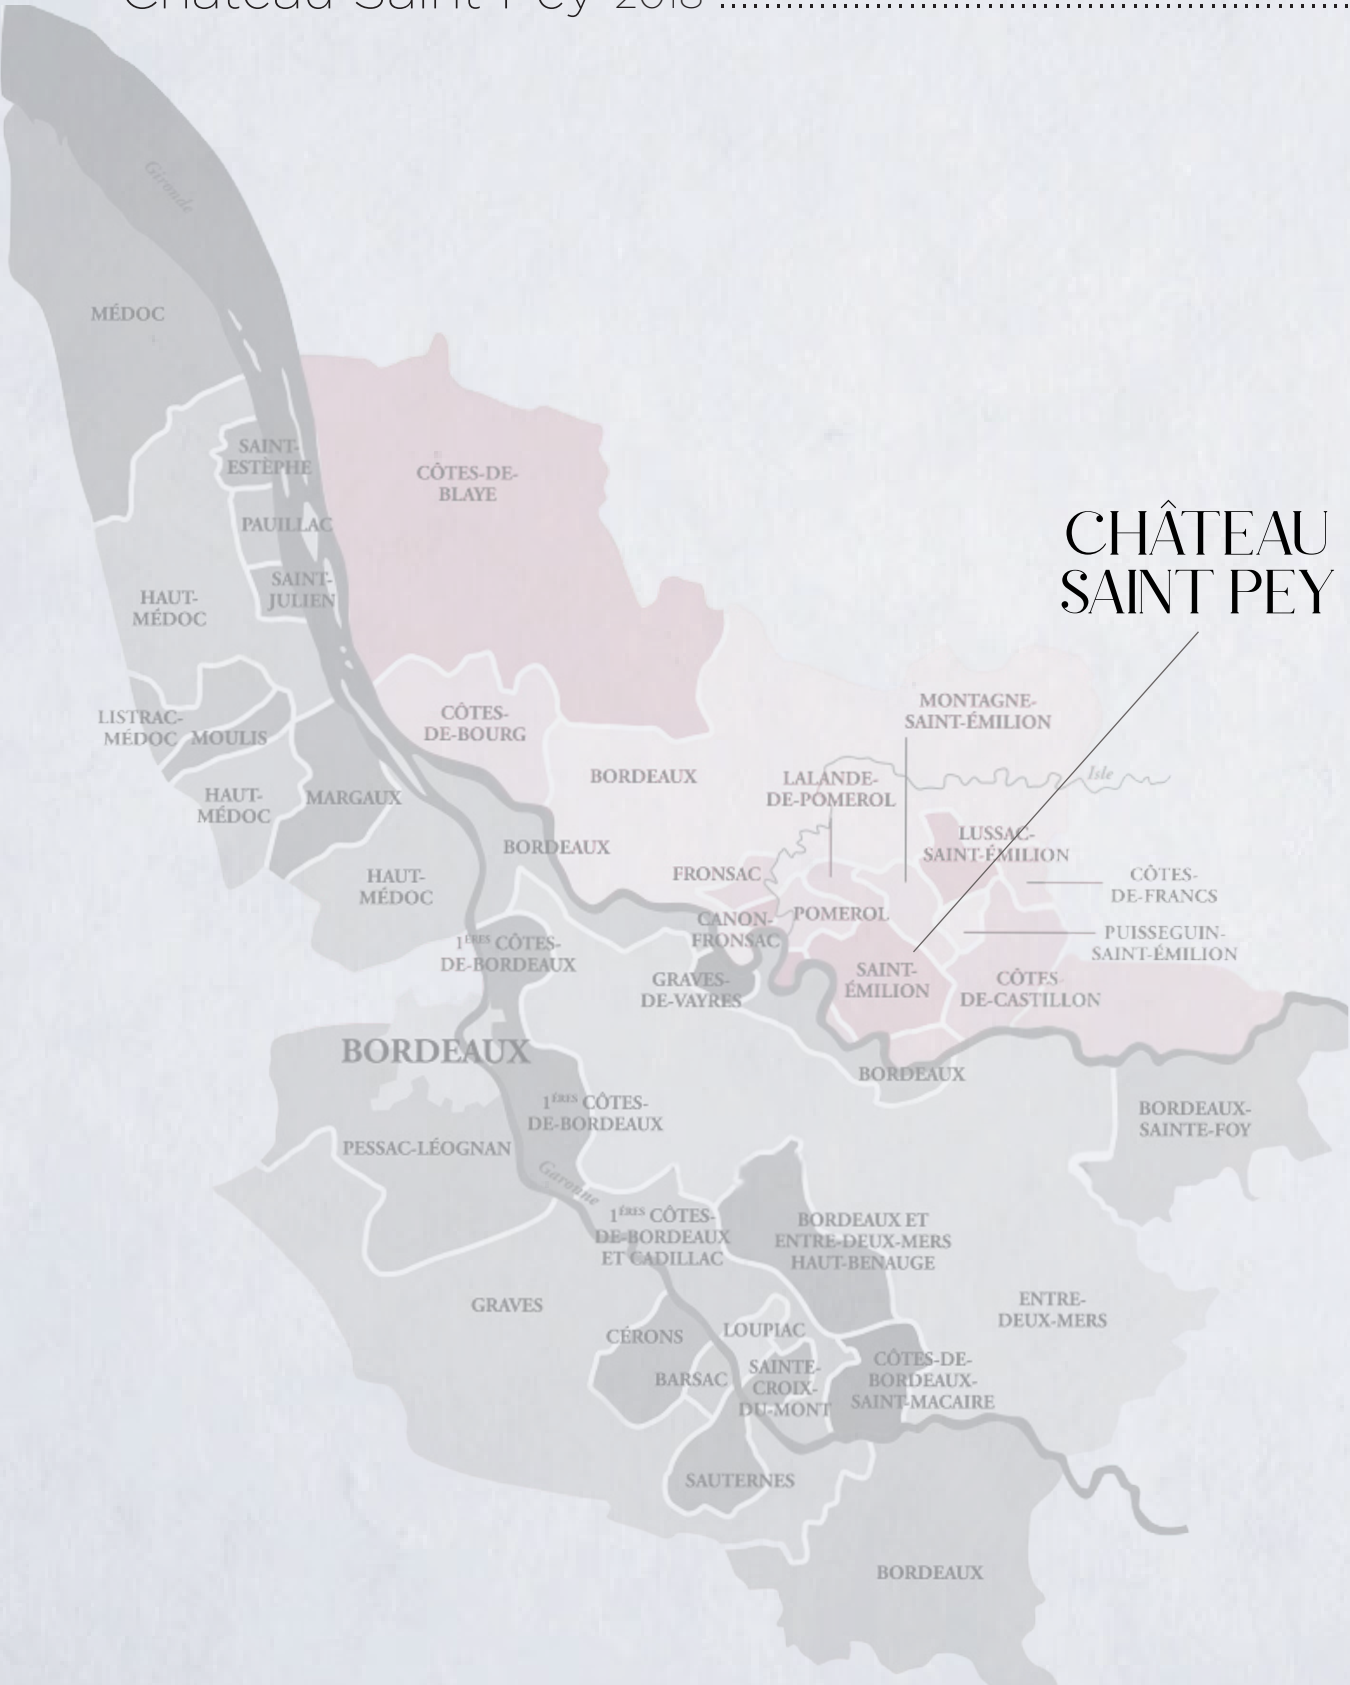 Château Saint Pey 2018
Gironde
MÉDOC
SAINT-
ESTÈPHE
CÔTES-DE-
BLAYE
PAUILLAC
CHÂTEAU
SAINT PEY
SAINT-
JULIEN
HAUT-
MÉDOC
LISTRAC-
MÉDOC
MOULIS
CÔTES-
DE-BOURG
MONTAGNE-
SAINT-ÉMILION
BORDEAUX
LALANDE-
DE-POMEROL
Isle
HAUT-
MÉDOC
MARGAUX
BORDEAUX
LUSSAC-
SAINT-ÉMILION
HAUT-
MÉDOC
FRONSAC
CÔTES-
DE-FRANCS
CANON-
FRONSAC
POMEROL
PUISSEGUIN-
SAINT-ÉMILION
1ÈRES CÔTES-
DE-BORDEAUX
GRAVES-
DE-VAYRES
SAINT-
ÉMILION
CÔTES
DE-CASTILLON
BORDEAUX
BORDEAUX
1ÈRES CÔTES-
DE-BORDEAUX
BORDEAUX-
SAINTE-FOY
PESSAC-LÉOGNAN
Garonne
1ÈRES CÔTES-
DE-BORDEAUX
ET CADILLAC
BORDEAUX ET
ENTRE-DEUX-MERS
HAUT-BENAUGE
GRAVES
ENTRE-
DEUX-MERS
CÉRONS
LOUPIAC
BARSAC
SAINTE-
CROIX-
DU-MONT
CÔTES-DE-
BORDEAUX-
SAINT-MACAIRE
SAUTERNES
BORDEAUX